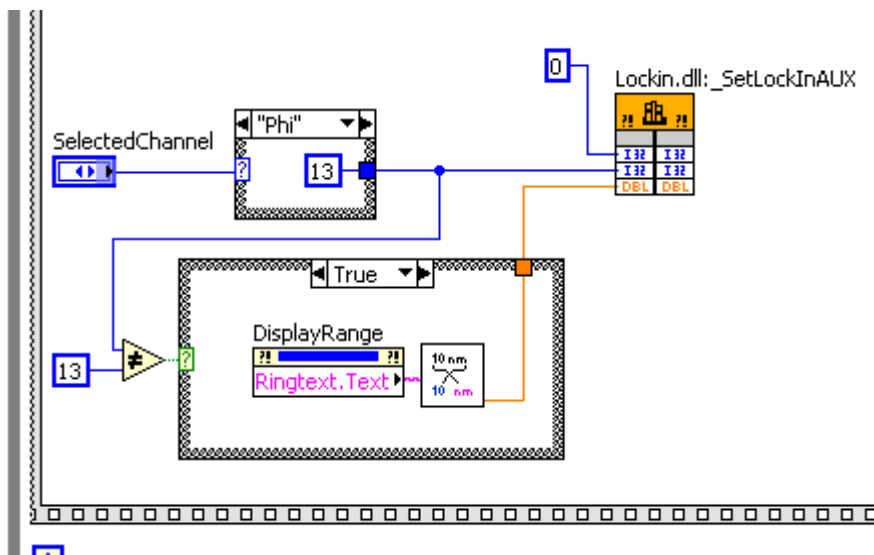 0
Lockin.dll:_SetLockInAUX
"Phi"
SelectedChannel
?
13
?! ?!
I32 I32
I32 I32
DBL DBL
True
DisplayRange
?! ?!
Ringtext.Text
10 nm
10 nm
?
13
≠